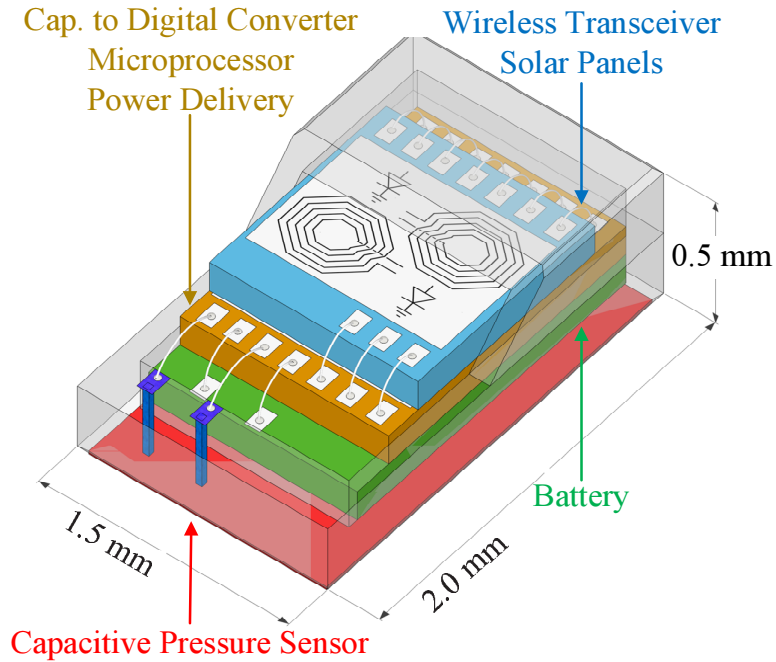 Cap. to Digital Converter
Microprocessor
Power Delivery
Wireless Transceiver
Solar Panels
0.5 mm
Battery
1.5 mm
2.0 mm
Capacitive Pressure Sensor